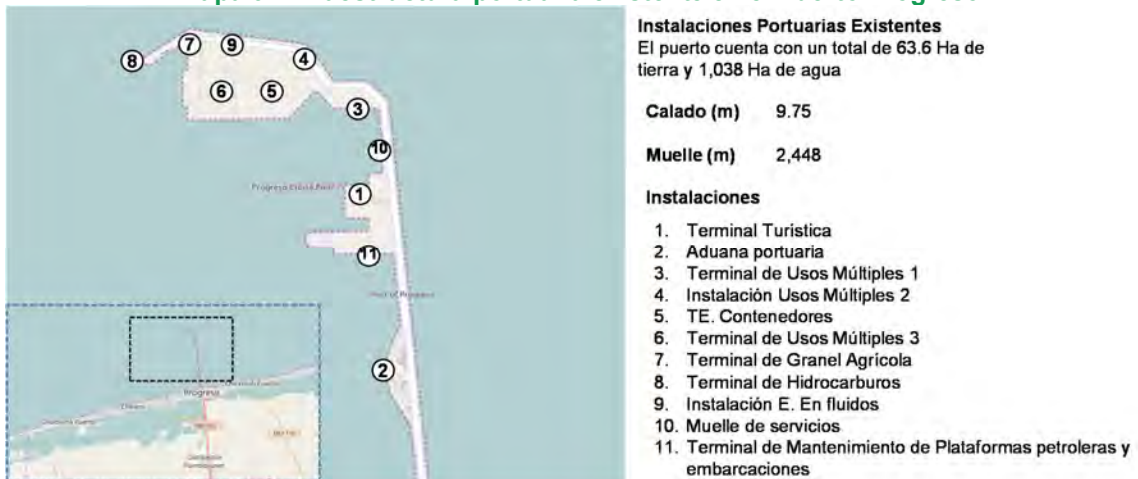 Instalaciones Portuarias Existentes
El puerto cuenta con un total de 63.6 Ha de
tierra y 1,038 Ha de agua
Calado (m) 9.75
Muelle (m) 2,448
Instalaciones
1. Terminal Turistica
2. Aduana portuaria
3. Terminal de Usos Múltiples 1
4. Instalación Usos Múltiples 2
5. TE. Contenedores
6. Terminal de Usos Múltiples 3
7. Terminal de Granel Agrícola
8. Terminal de Hidrocarburos
9. Instalación E. En fluidos
10. Muelle de servicios
11. Terminal de Mantenimiento de Plataformas petroleras y
embarcaciones
7
9
8
4
6
5
3
10
1
11
2
Progreso